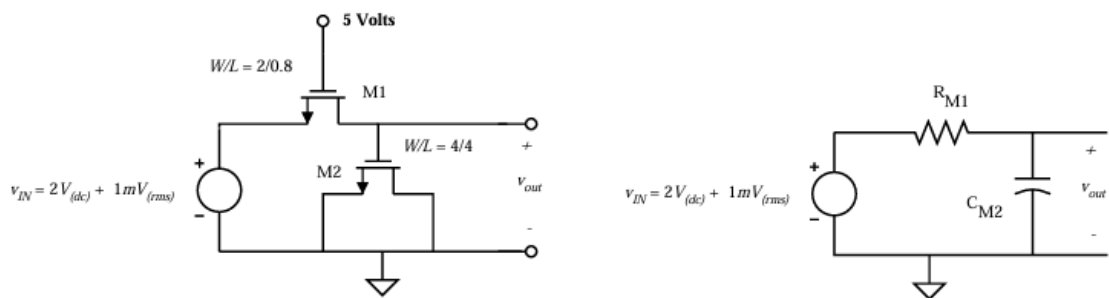 5 Volts
W/L = 2/0.8
M1
W/L = 4/4
M2
+
+
v_out
v_IN = 2V_(dc) + 1mV_(rms)
-
-
R_M1
+
+
v_out
v_IN = 2V_(dc) + 1mV_(rms)
C_M2
-
-